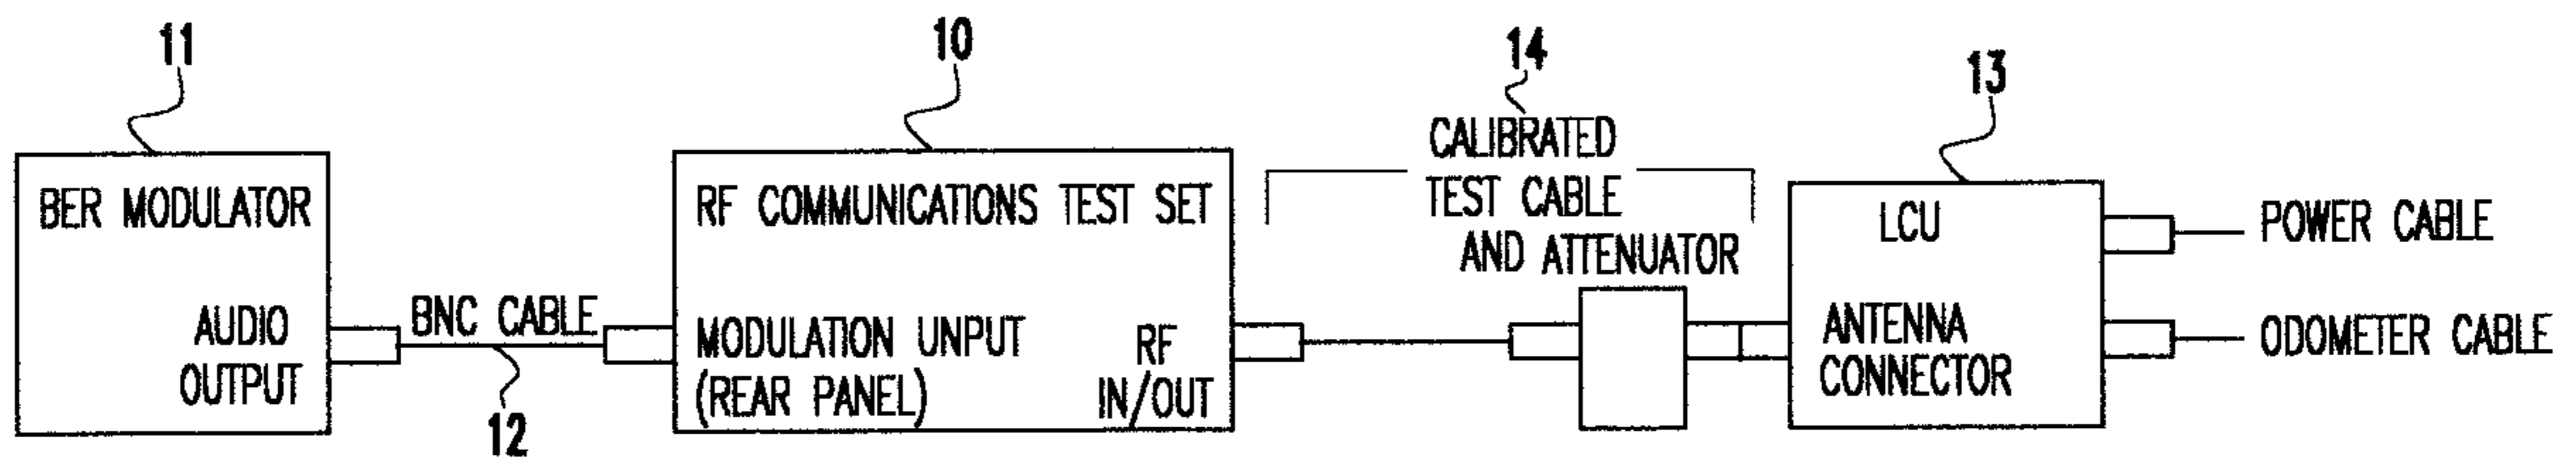 11
10
14
13
BER MODULATOR
AUDIO
OUTPUT
BNC CABLE
12
RF COMMUNICATIONS TEST SET
MODULATION UNPUT
(REAR PANEL)
RF
IN/OUT
CALIBRATED
TEST CABLE
AND ATTENUATOR
LCU
ANTENNA
CONNECTOR
POWER CABLE
ODOMETER CABLE